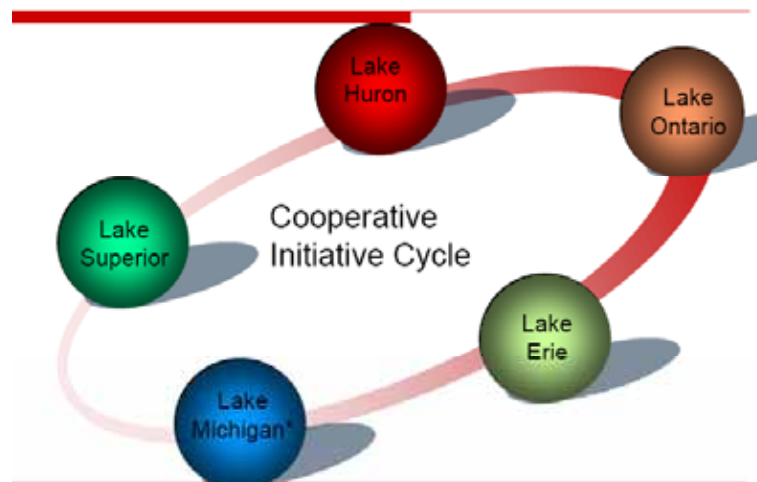 Lake
Huron
Lake
Ontario
Lake
Superior
Cooperative
Initiative Cycle
Lake
Erie
Lake
Michigan*